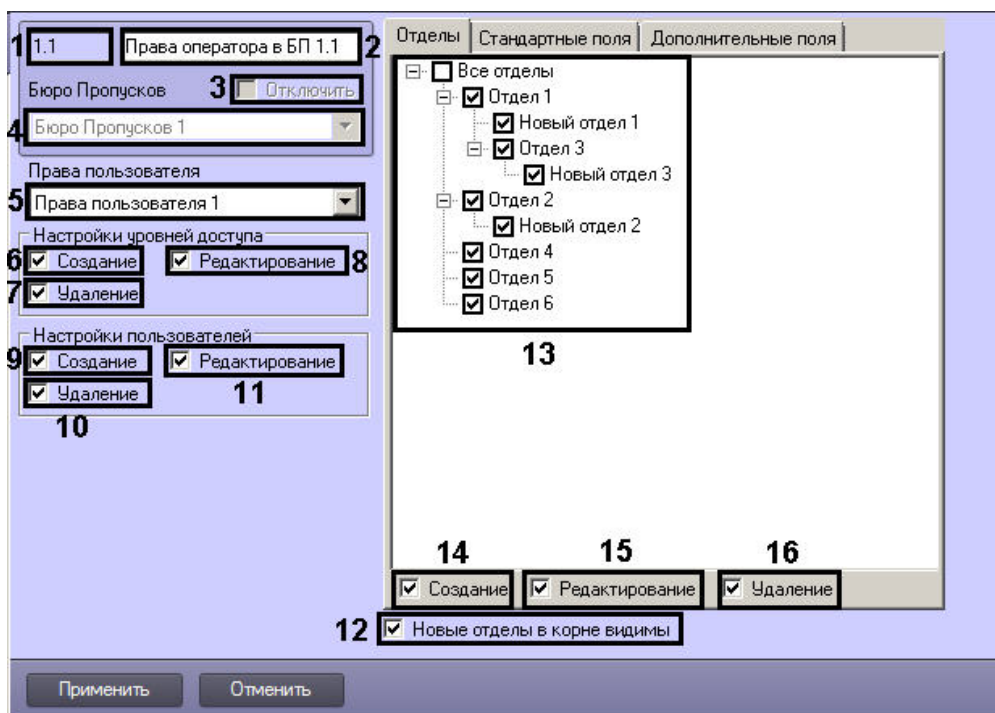 1 1.1 Права оператора в БП 1.1 2
Бюро Пропусков 3 Отключить
4 Бюро Пропусков 1
Права пользователя
5 Права пользователя 1
Настройки уровней доступа
6 Создание Редактирование 8
7 Удаление
Настройки пользователей
9 Создание Редактирование
Удаление 11
10
Отделы Стандартные поля Дополнительные поля
Все отделы
Отдел 1
Новый отдел 1
Отдел 3
Новый отдел 3
Отдел 2
Новый отдел 2
Отдел 4
Отдел 5
Отдел 6
13
14 15 16
Создание Редактирование Удаление
12 Новые отделы в корне видимы
Применить Отменить